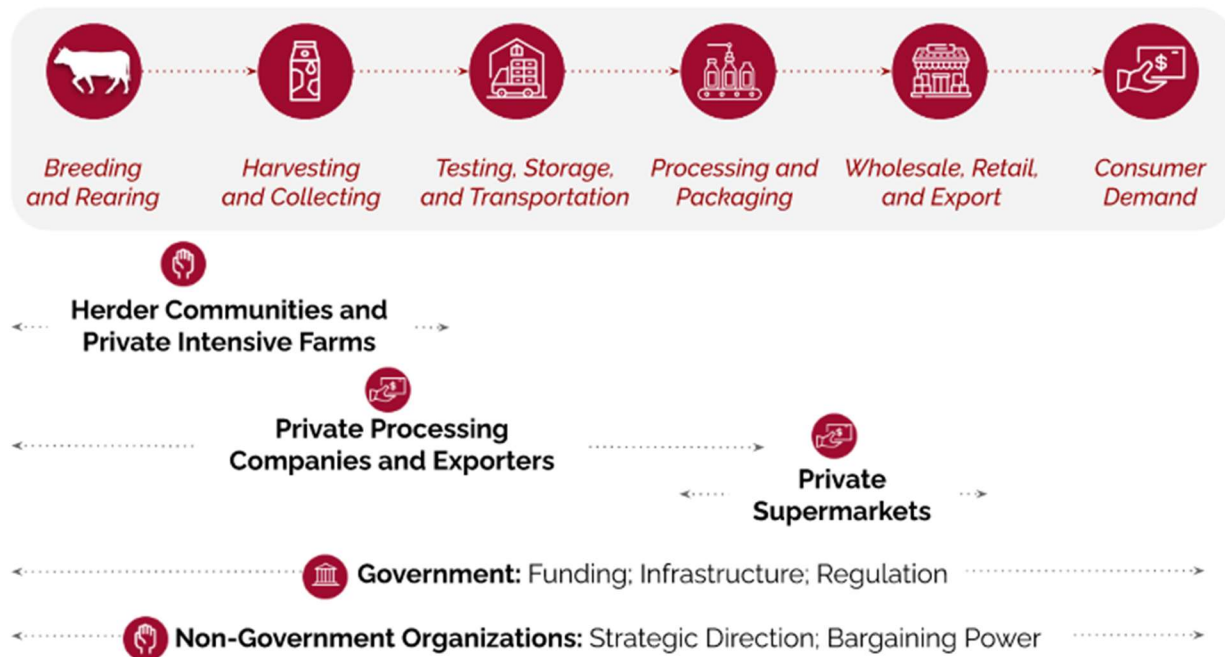 Breeding
and Rearing
Harvesting
and Collecting
Testing, Storage,
and Transportation
Processing and
Packaging
Wholesale, Retail,
and Export
Consumer
Demand
Herder Communities and
Private Intensive Farms
Private Processing
Companies and Exporters
Private
Supermarkets
Government: Funding; Infrastructure; Regulation
Non-Government Organizations: Strategic Direction; Bargaining Power